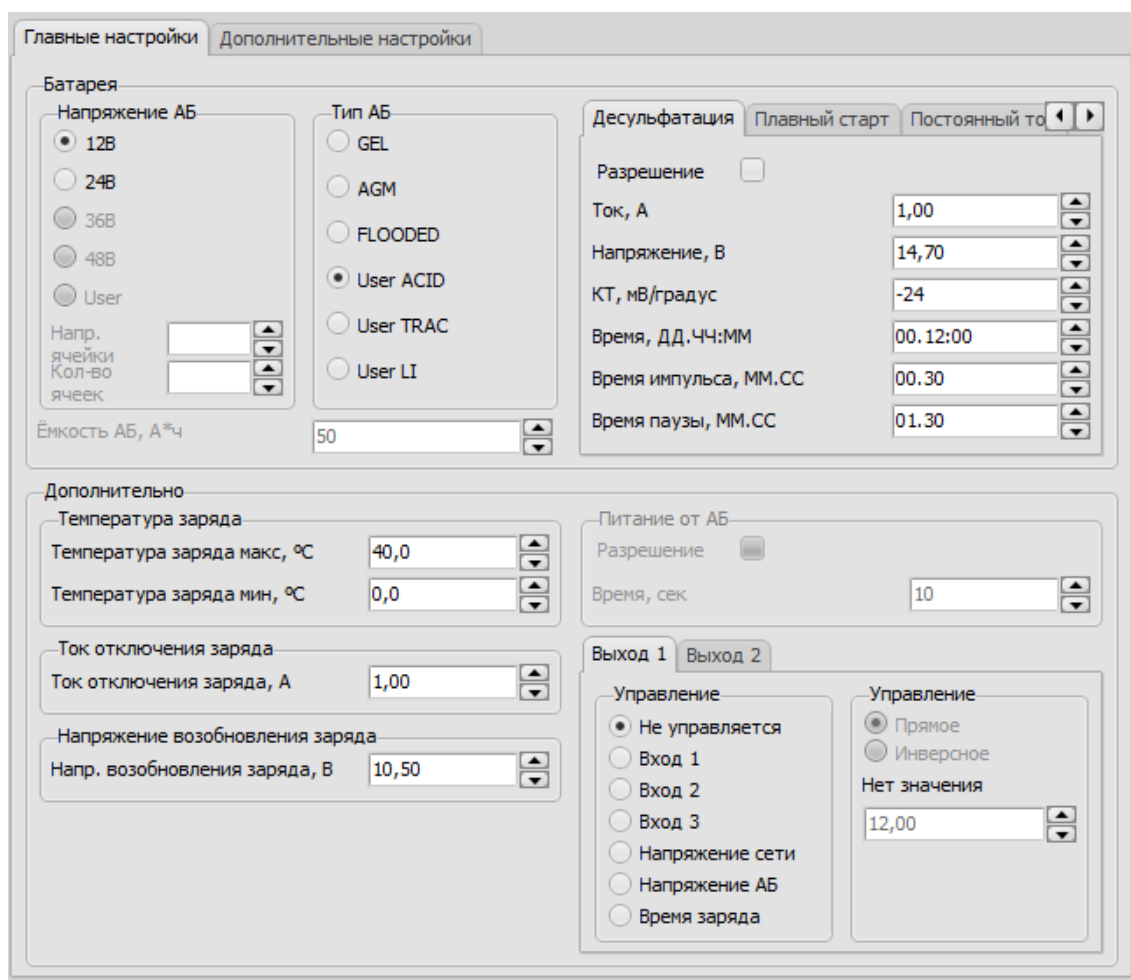 Главные настройки
Дополнительные настройки
Батарея
Напряжение АБ
12В
24В
36В
48В
User
Напр.
ячейки
Кол-во
ячеек
Тип АБ
GEL
AGM
FLOODED
User ACID
User TRAC
User LI
Ёмкость АБ, А*ч
50
Десульфатация
Плавный старт
Постоянный то
Разрешение
Ток, А
1,00
Напряжение, В
14,70
КТ, мВ/градус
-24
Время, ДД.ЧЧ:ММ
00.12:00
Время импульса, ММ.СС
00.30
Время паузы, ММ.СС
01.30
Дополнительно
Температура заряда
Температура заряда макс, ºС
40,0
Температура заряда мин, ºС
0,0
Ток отключения заряда
Ток отключения заряда, А
1,00
Напряжение возобновления заряда
Напр. возобновления заряда, В
10,50
Питание от АБ
Разрешение
Время, сек
10
Выход 1
Выход 2
Управление
Не управляется
Вход 1
Вход 2
Вход 3
Напряжение сети
Напряжение АБ
Время заряда
Управление
Прямое
Инверсное
Нет значения
12,00